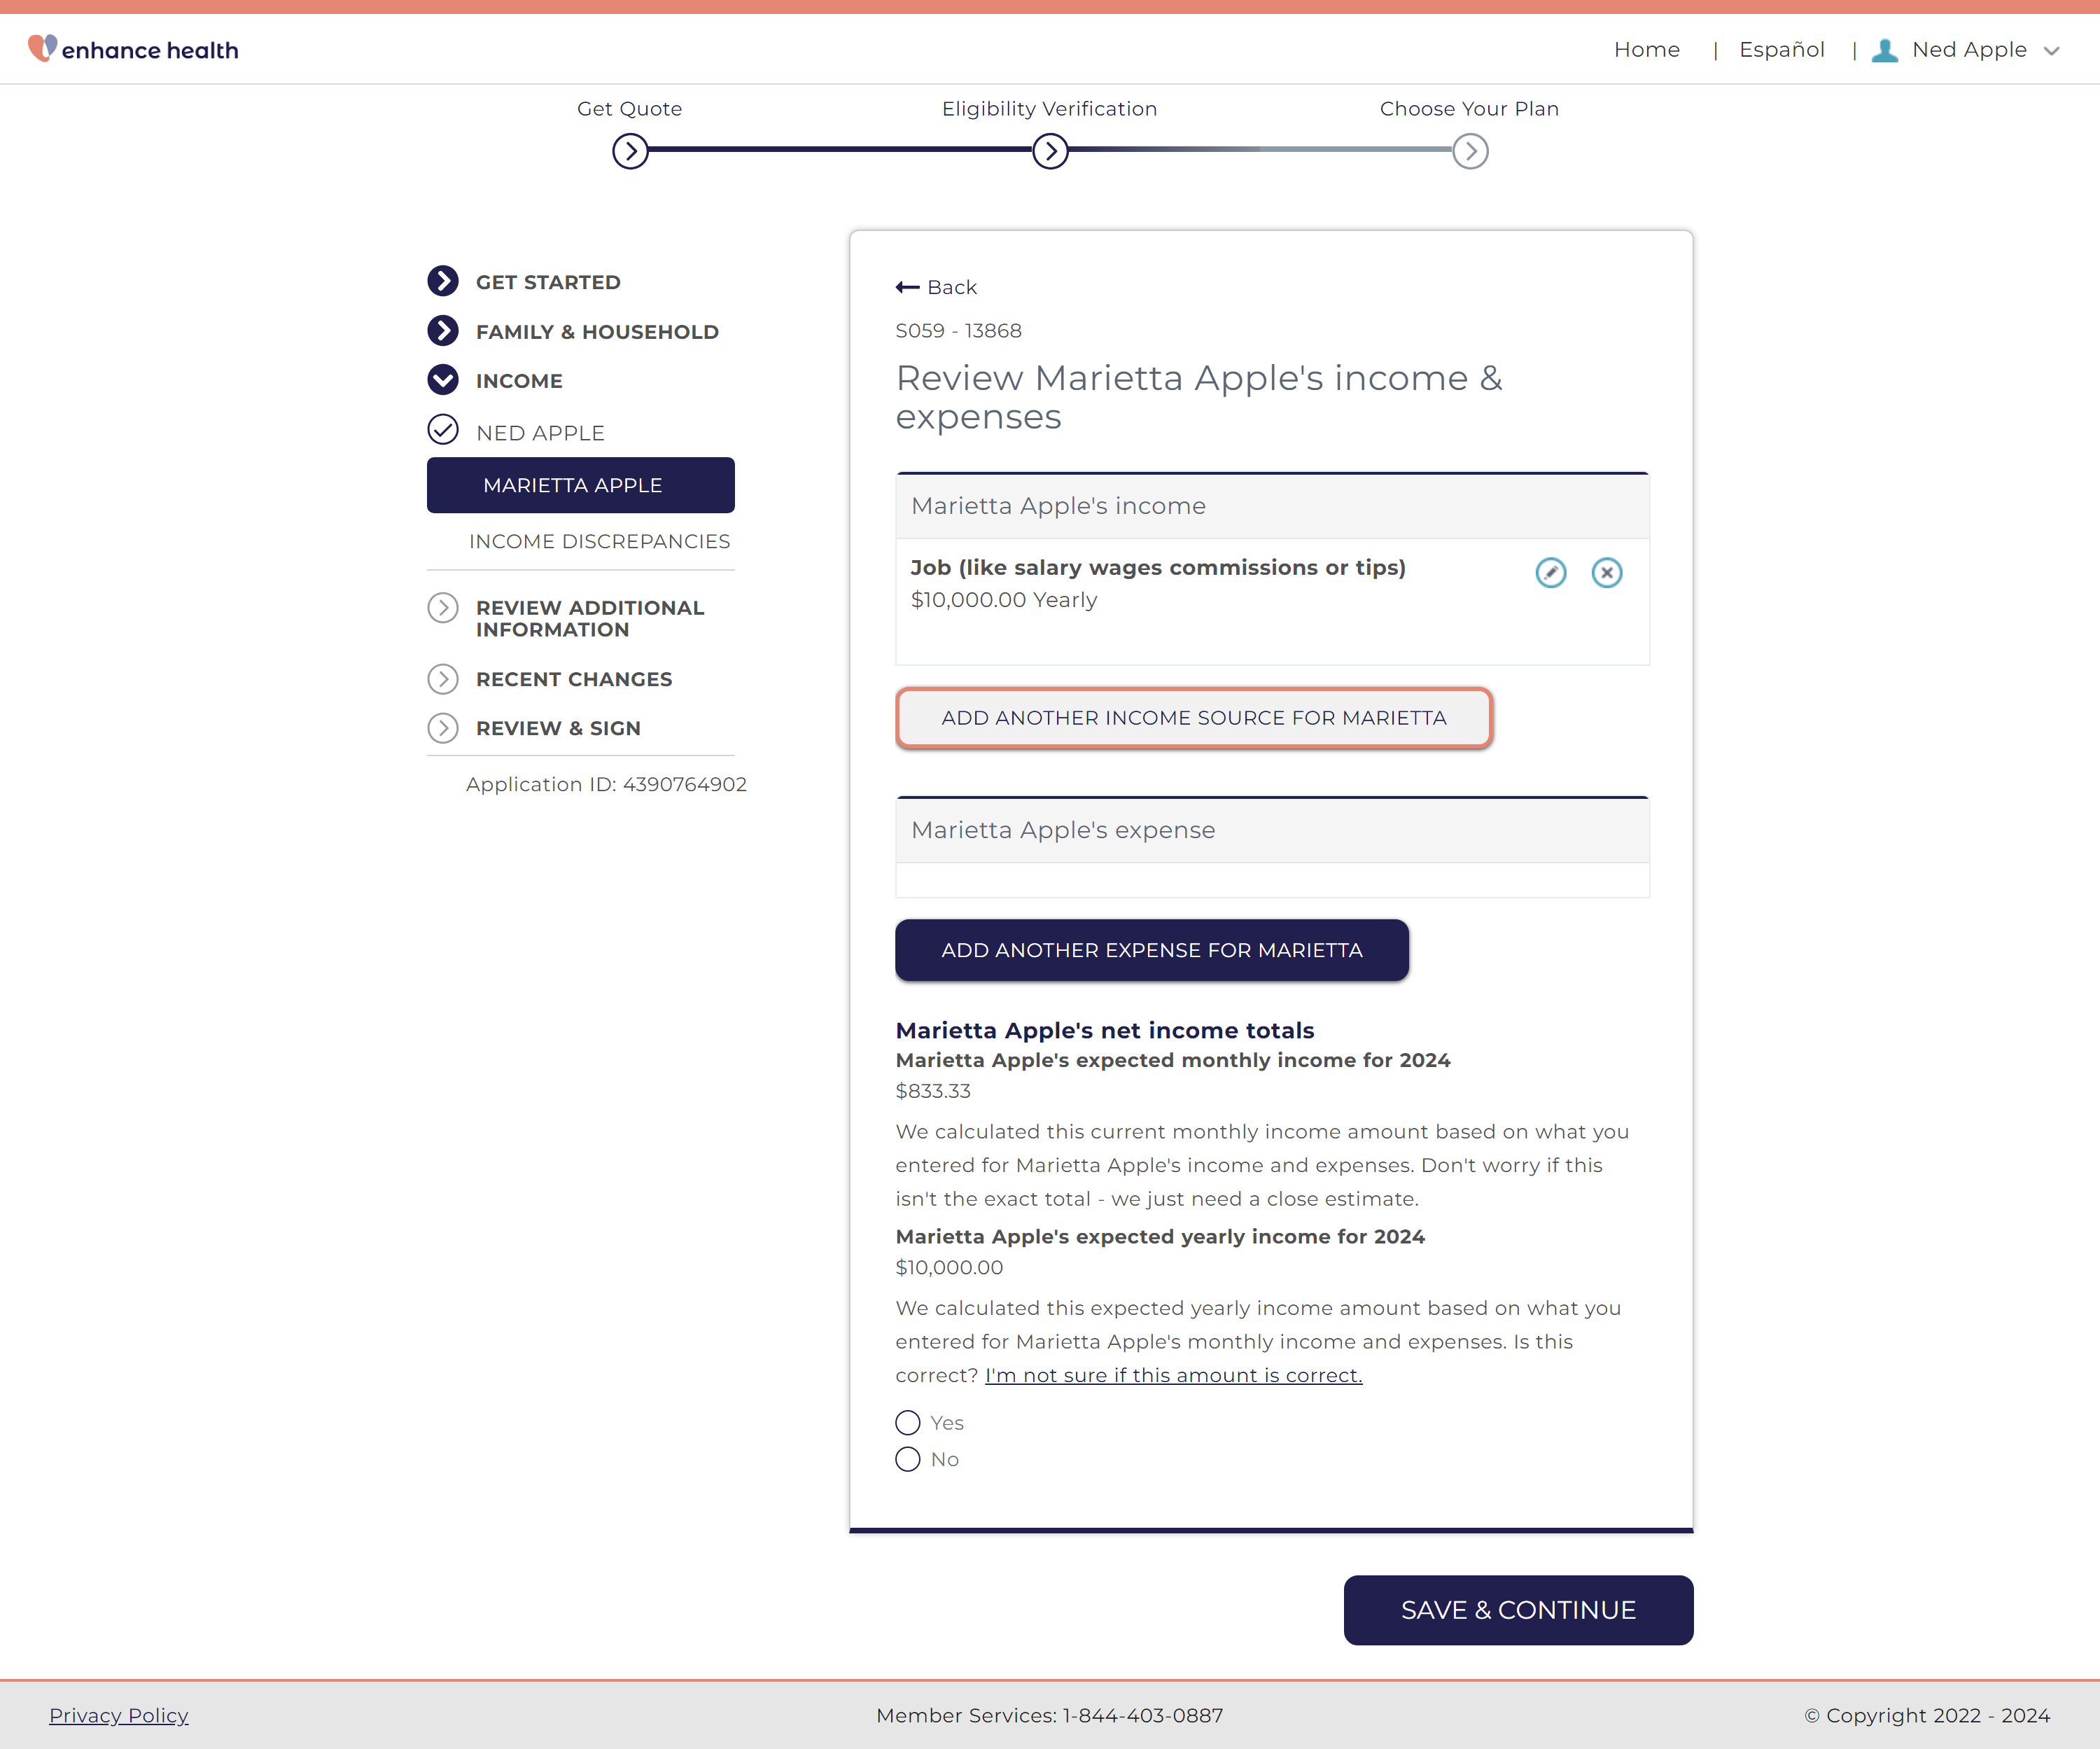 enhance health
Home | Español | Ned Apple
Get Quote
Eligibility Verification
Choose Your Plan
GET STARTED
FAMILY & HOUSEHOLD
INCOME
NED APPLE
MARIETTA APPLE
INCOME DISCREPANCIES
REVIEW ADDITIONAL
INFORMATION
RECENT CHANGES
REVIEW & SIGN
Application ID: 4390764902
Back
S059 - 13868
Review Marietta Apple's income &
expenses
Marietta Apple's income
Job (like salary wages commissions or tips)
$10,000.00 Yearly
ADD ANOTHER INCOME SOURCE FOR MARIETTA
Marietta Apple's expense
ADD ANOTHER EXPENSE FOR MARIETTA
Marietta Apple's net income totals
Marietta Apple's expected monthly income for 2024
$833.33
We calculated this current monthly income amount based on what you
entered for Marietta Apple's income and expenses. Don't worry if this
isn't the exact total - we just need a close estimate.
Marietta Apple's expected yearly income for 2024
$10,000.00
We calculated this expected yearly income amount based on what you
entered for Marietta Apple's monthly income and expenses. Is this
correct? I'm not sure if this amount is correct.
Yes
No
SAVE & CONTINUE
Privacy Policy
Member Services: 1-844-403-0887
© Copyright 2022 - 2024